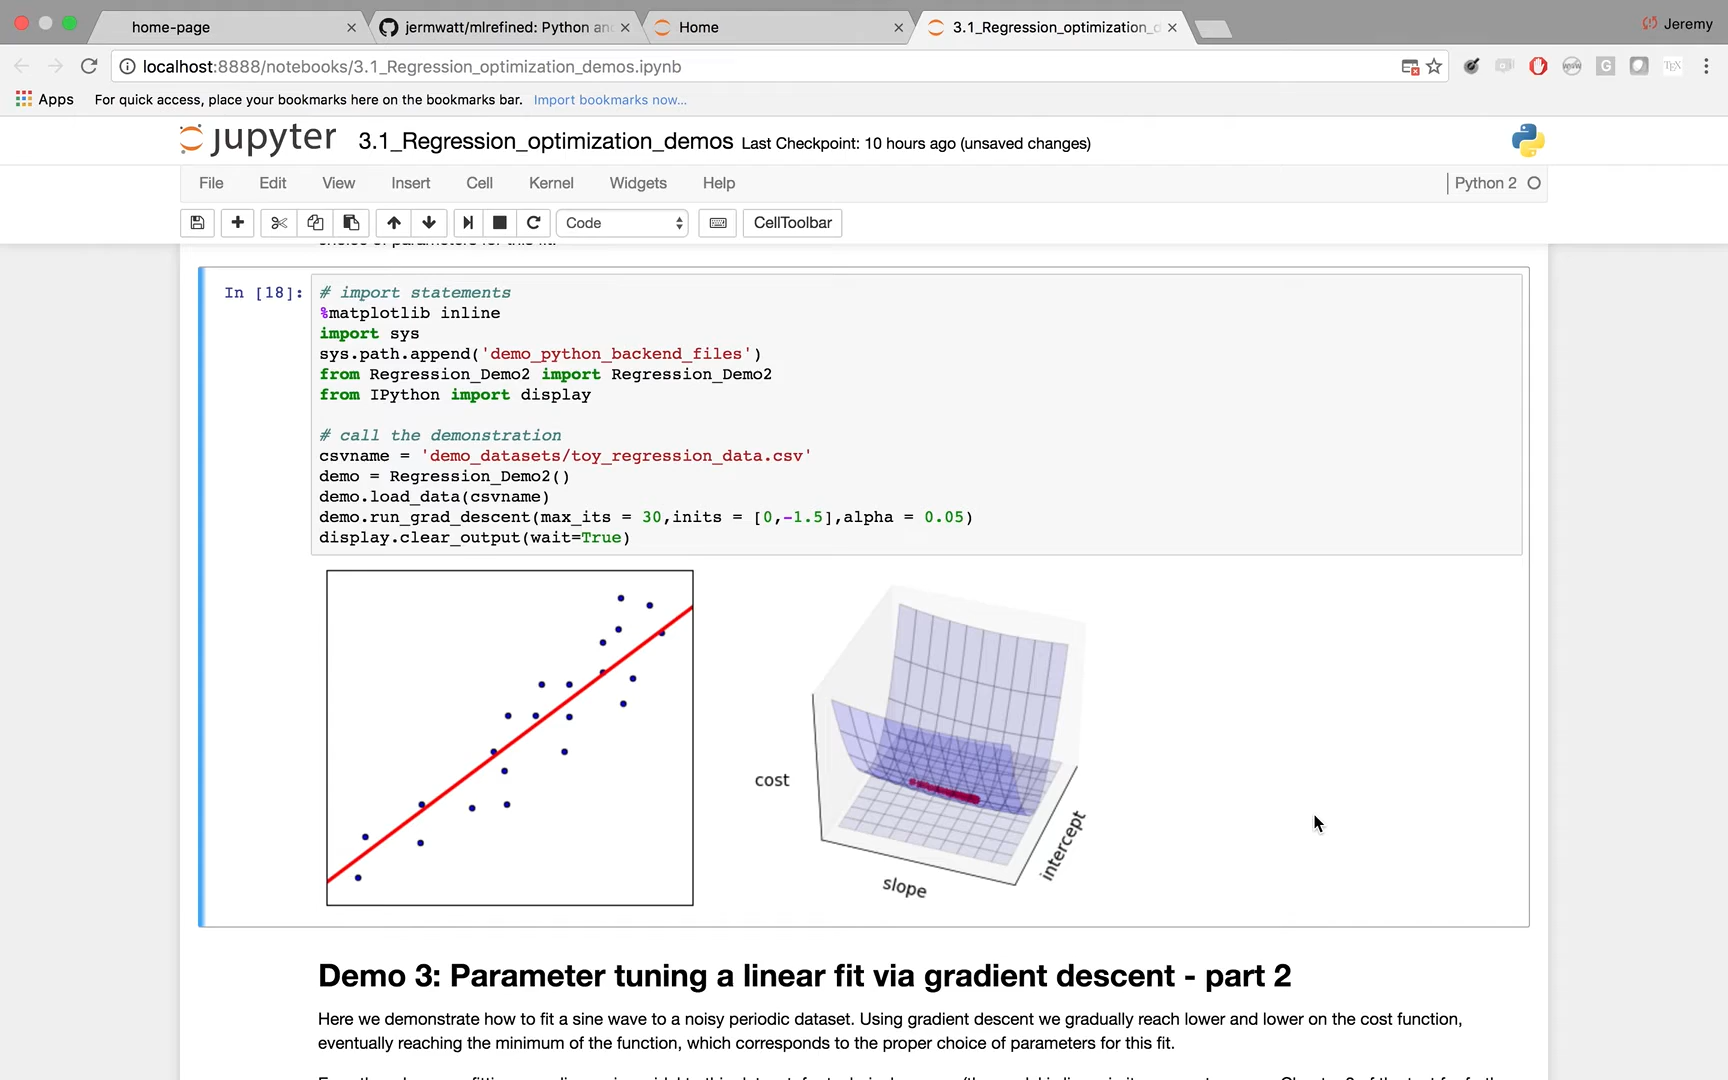 home-page
jermwatt/mlrefined: Python an
Home
3.1_Regression_optimization_d
Jeremy
localhost:8888/notebooks/3.1_Regression_optimization_demos.ipynb
Apps
For quick access, place your bookmarks here on the bookmarks bar. Import bookmarks now...
jupyter 3.1_Regression_optimization_demos Last Checkpoint: 10 hours ago (unsaved changes)
File Edit View Insert Cell Kernel Widgets Help Python 2
Code CellToolbar
choice of parameters for this fit.
In [18]: # import statements
%matplotlib inline
import sys
sys.path.append('demo_python_backend_files')
from Regression_Demo2 import Regression_Demo2
from IPython import display
# call the demonstration
csvname = 'demo_datasets/toy_regression_data.csv'
demo = Regression_Demo2()
demo.load_data(csvname)
demo.run_grad_descent(max_its = 30,inits = [0,-1.5],alpha = 0.05)
display.clear_output(wait=True)
cost
slope
intercept
Demo 3: Parameter tuning a linear fit via gradient descent - part 2
Here we demonstrate how to fit a sine wave to a noisy periodic dataset. Using gradient descent we gradually reach lower and lower on the cost function,
eventually reaching the minimum of the function, which corresponds to the proper choice of parameters for this fit.